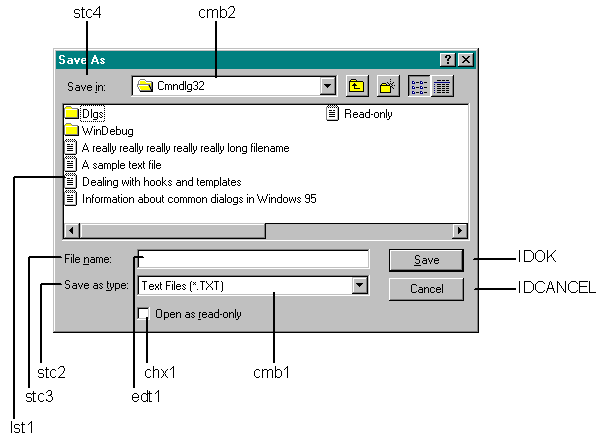 stc4 cmb2
Save As
Save in: Cmndlg32
Dlgs Read-only
WinDebug
A really really really really really long filename
A sample text file
Dealing with hooks and templates
Information about common dialogs in Windows 95
File name: Save IDOK
Save as type: Text Files (*.TXT) Cancel IDCANCEL
Open as read-only
stc2 chx1 cmb1
stc3 edt1
lst1